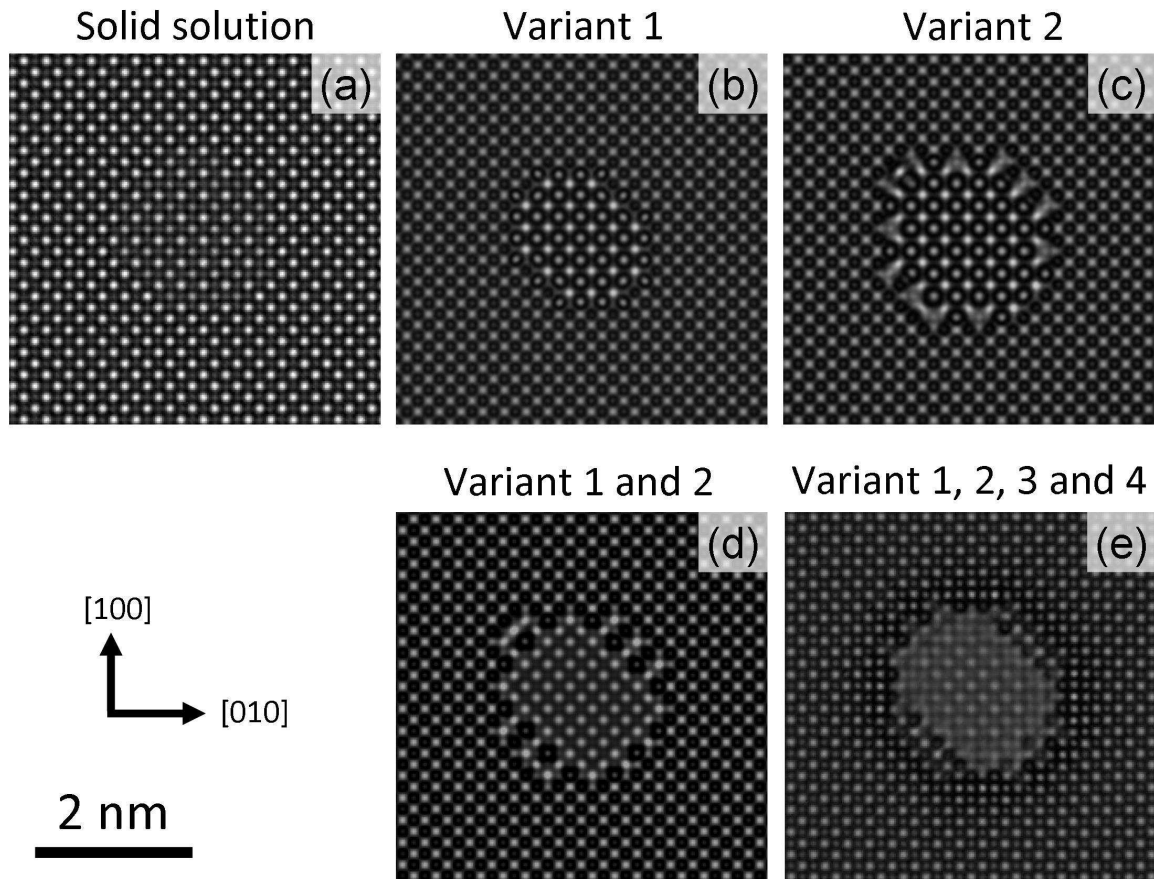 Solid solution
Variant 1
Variant 2
(a)
(b)
(c)
Variant 1 and 2
Variant 1, 2, 3 and 4
(d)
(e)
[100]
[010]
2 nm